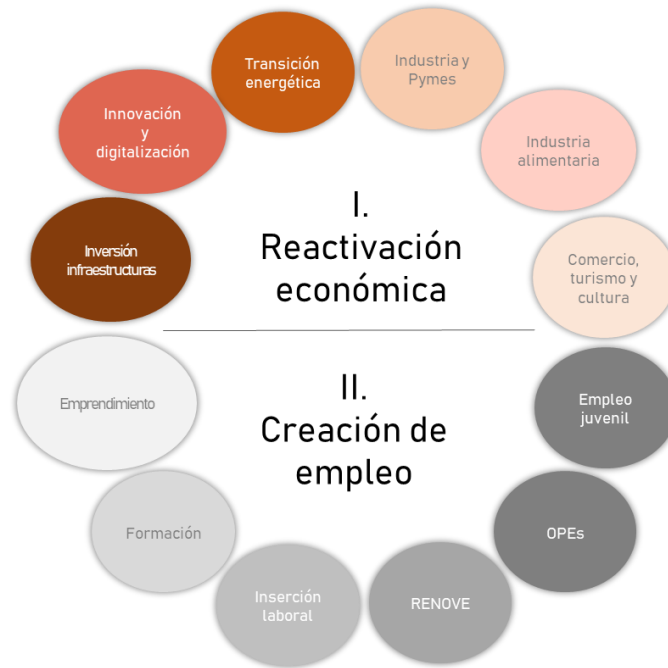 Transición
energética
Industria y
Pymes
Innovación
y
digitalización
Industria
alimentaria
I.
Reactivación
económica
Inversión
infraestructuras
Comercio,
turismo y
cultura
II.
Creación de
empleo
Emprendimiento
Empleo
juvenil
Formación
OPEs
Inserción
laboral
RENOVE